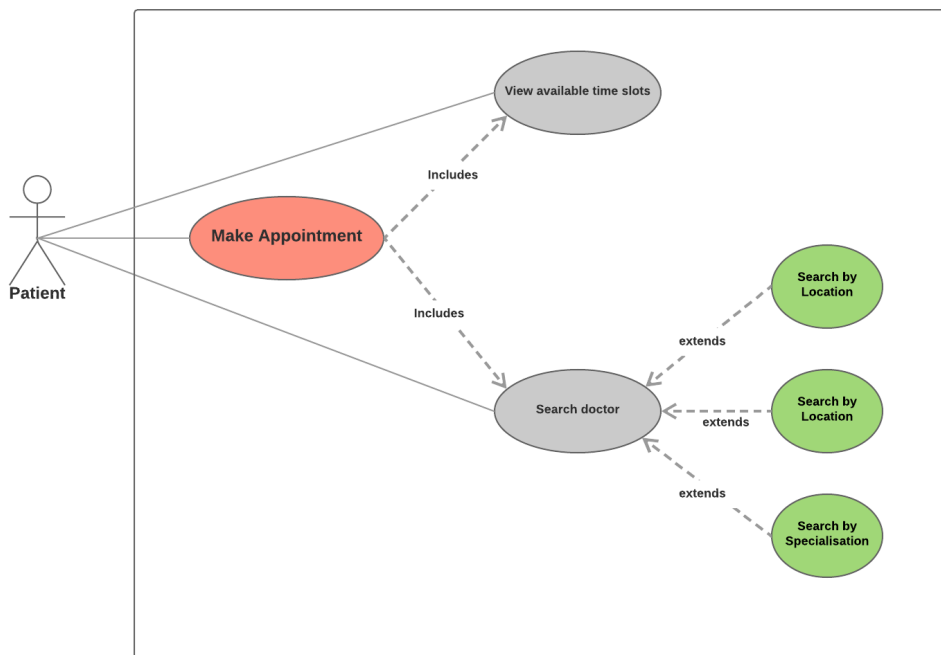 View available time slots
Includes
Make Appointment
Patient
Search by
Location
Includes
extends
Search doctor
Search by
Location
extends
extends
Search by
Specialisation